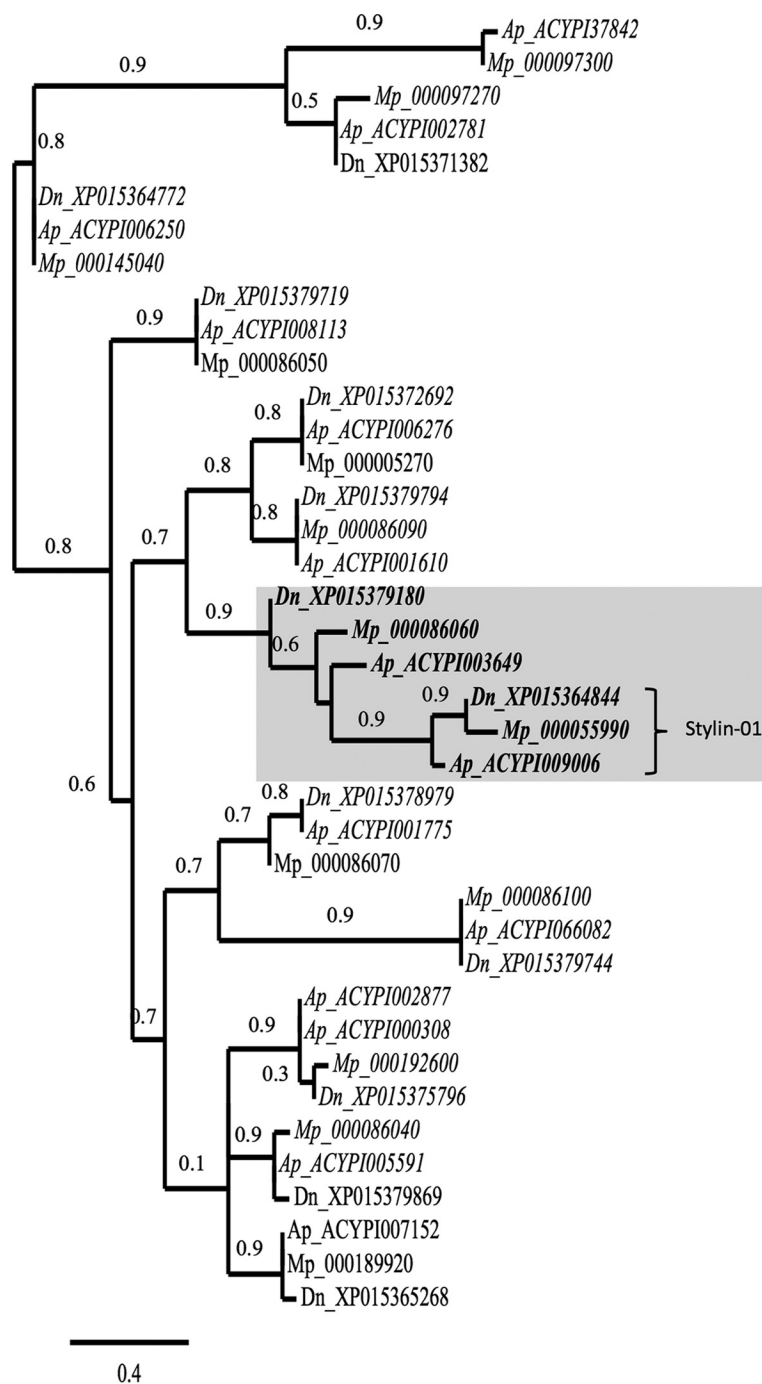 0.9
Ap_ACYPI37842
Mp_000097300
0.9
0.5
Mp_000097270
Ap_ACYPI002781
Dn_XP015371382
0.8
Dn_XP015364772
Ap_ACYPI006250
Mp_000145040
Dn_XP015379719
0.9
Ap_ACYPI008113
Mp_000086050
Dn_XP015372692
0.8
Ap_ACYPI006276
Mp_000005270
0.8
Dn_XP015379794
0.8
Mp_000086090
0.7
0.8
Ap_ACYPI001610
Dn_XP015379180
0.9
Mp_000086060
0.6
Ap_ACYPI003649
0.9
Dn_XP015364844
0.9
Mp_000055990
Stylin-01
Ap_ACYPI009006
0.6
0.8
Dn_XP015378979
0.7
Ap_ACYPI001775
0.7
Mp_000086070
Mp_000086100
0.9
Ap_ACYPI066082
Dn_XP015379744
Ap_ACYPI002877
0.7
0.9
Ap_ACYPI000308
Mp_000192600
0.3
Dn_XP015375796
Mp_000086040
0.9
0.1
Ap_ACYPI005591
Dn_XP015379869
Ap_ACYPI007152
0.9
Mp_000189920
Dn_XP015365268
0.4